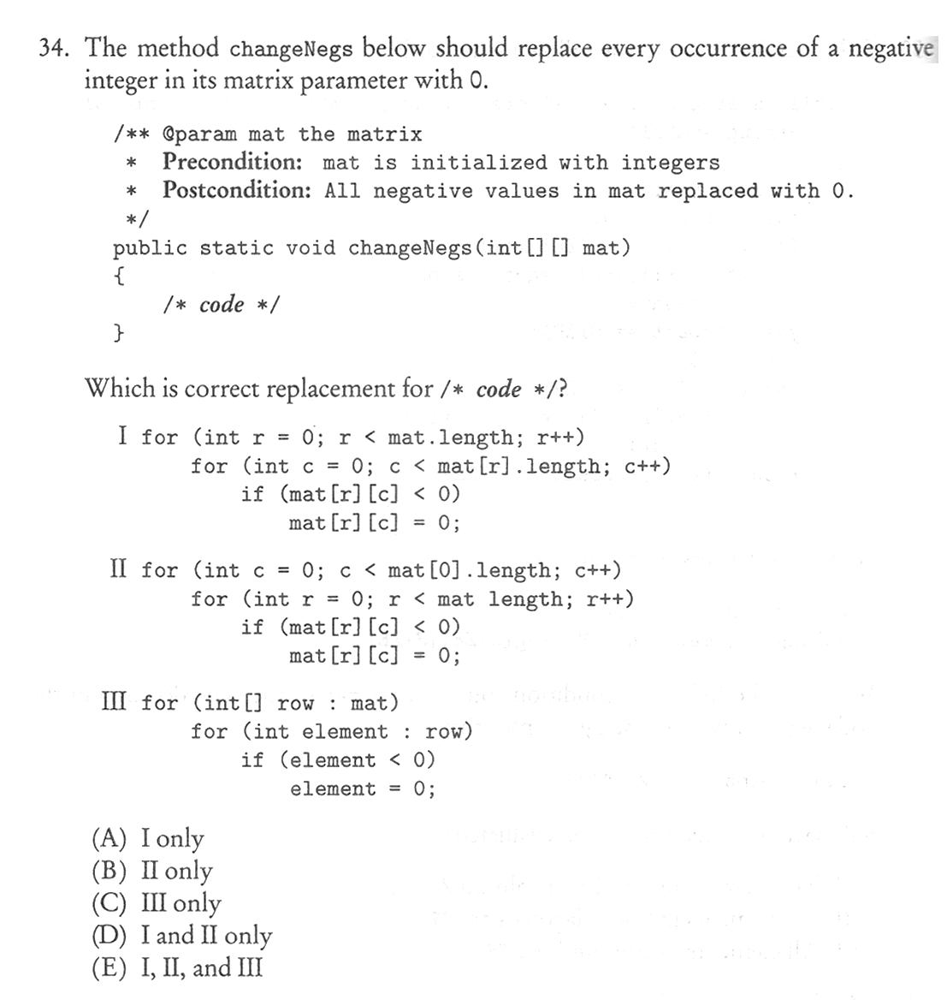 34. The method changeNegs below should replace every occurrence of a negative
integer in its matrix parameter with 0.
/** @param mat the matrix
* Precondition: mat is initialized with integers
* Postcondition: All negative values in mat replaced with 0.
*/
public static void changeNegs(int[][] mat)
{
/* code */
}
Which is correct replacement for /* code */?
I for (int r = 0; r < mat.length; r++)
for (int c = 0; c < mat[r].length; c++)
if (mat[r][c] < 0)
mat[r][c] = 0;
II for (int c = 0; c < mat[0].length; c++)
for (int r = 0; r < mat length; r++)
if (mat[r][c] < 0)
mat[r][c] = 0;
III for (int[] row : mat)
for (int element : row)
if (element < 0)
element = 0;
(A) I only
(B) II only
(C) III only
(D) I and II only
(E) I, II, and III